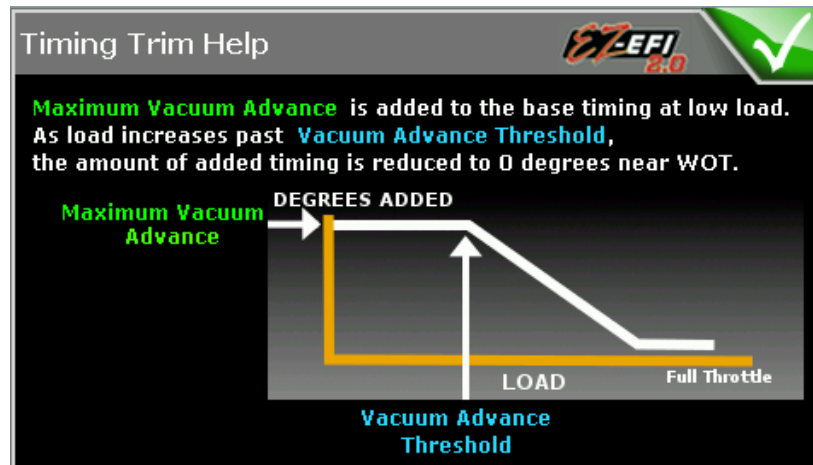 Timing Trim Help
EZ-EFI
2.0
Maximum Vacuum Advance is added to the base timing at low load.
As load increases past Vacuum Advance Threshold,
the amount of added timing is reduced to 0 degrees near WOT.
DEGREES ADDED
Maximum Vacuum
Advance
LOAD
Full Throttle
Vacuum Advance
Threshold